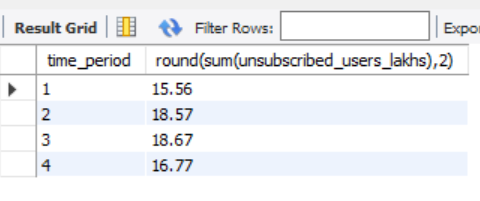 Result Grid Filter Rows: Expor
time_period round(sum(unsubscribed_users_lakhs),2)
1 15.56
2 18.57
3 18.67
4 16.77